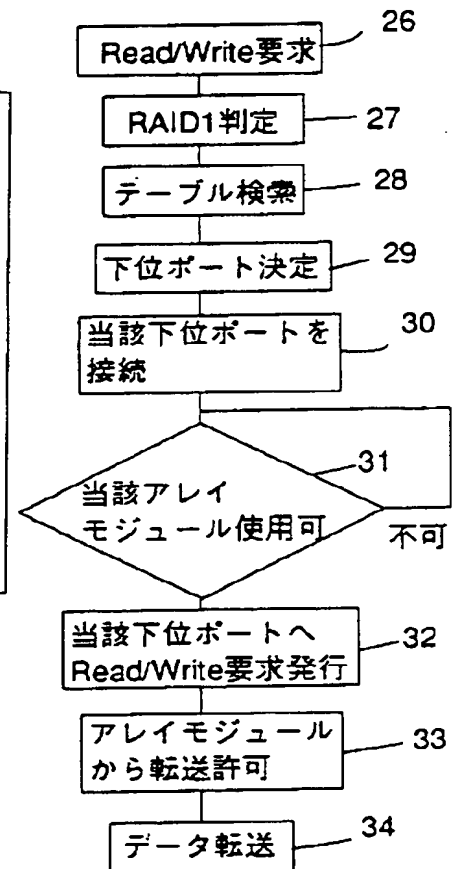 26
Read/Write要求
RAID1判定
27
テーブル検索
28
下位ポート決定
29
当該下位ポートを
接続
30
31
当該アレイ
モジュール使用可
不可
当該下位ポートへ
Read/Write要求発行
32
アレイモジュール
から転送許可
33
データ転送
34